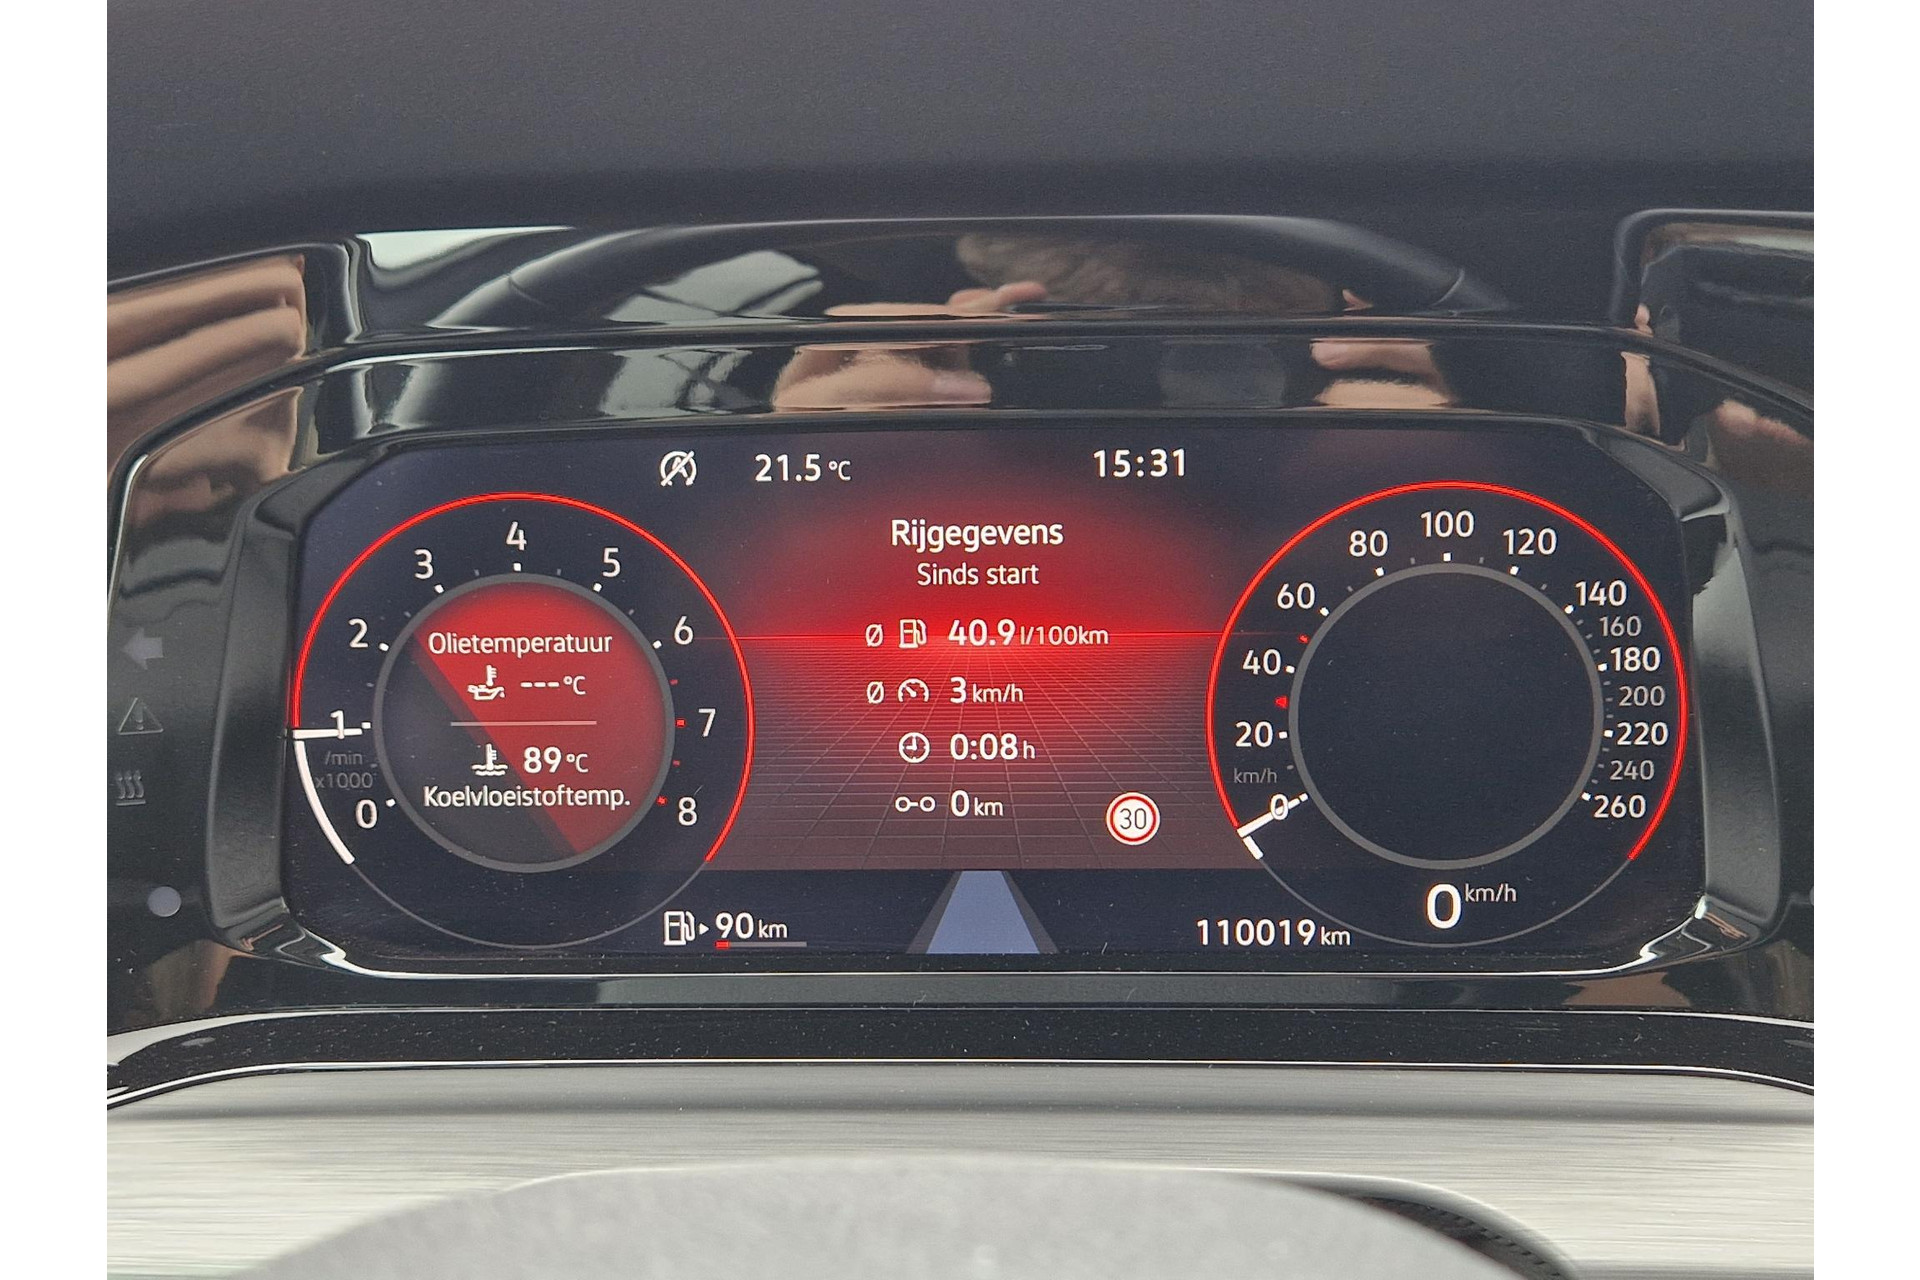 21.5 °C
15:31
Rijgegevens
Sinds start
Ø 40.9 l/100km
Ø 3 km/h
0:08 h
0 km
30
0
1
2
3
4
5
6
7
8
/min
x1000
Olietemperatuur
---°C
89 °C
Koelvloeistoftemp.
0
20
40
60
80
100
120
140
160
180
200
220
240
260
km/h
90 km
110019 km
0 km/h